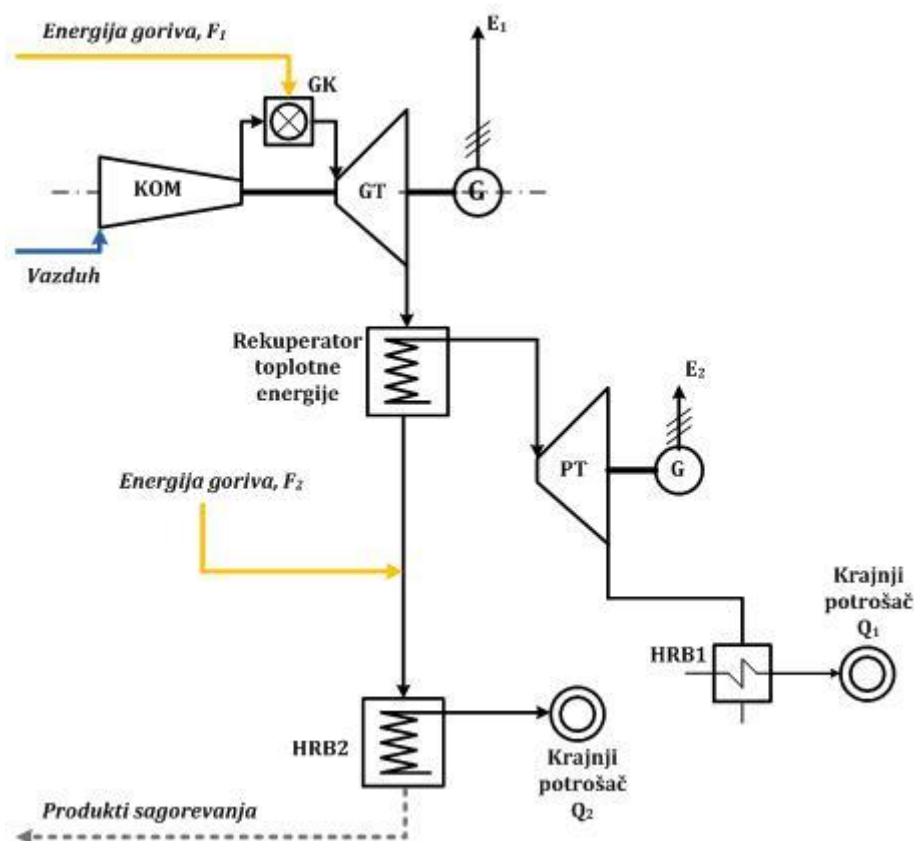 Energija goriva, F₁
E₁
GK
KOM
GT
G
Vazduh
Rekuperator
toplotne
energije
E₂
PT
G
Energija goriva, F₂
Krajnji
potrošač
Q₁
HRB1
HRB2
Krajnji
potrošač
Q₂
Produkti sagorevanja